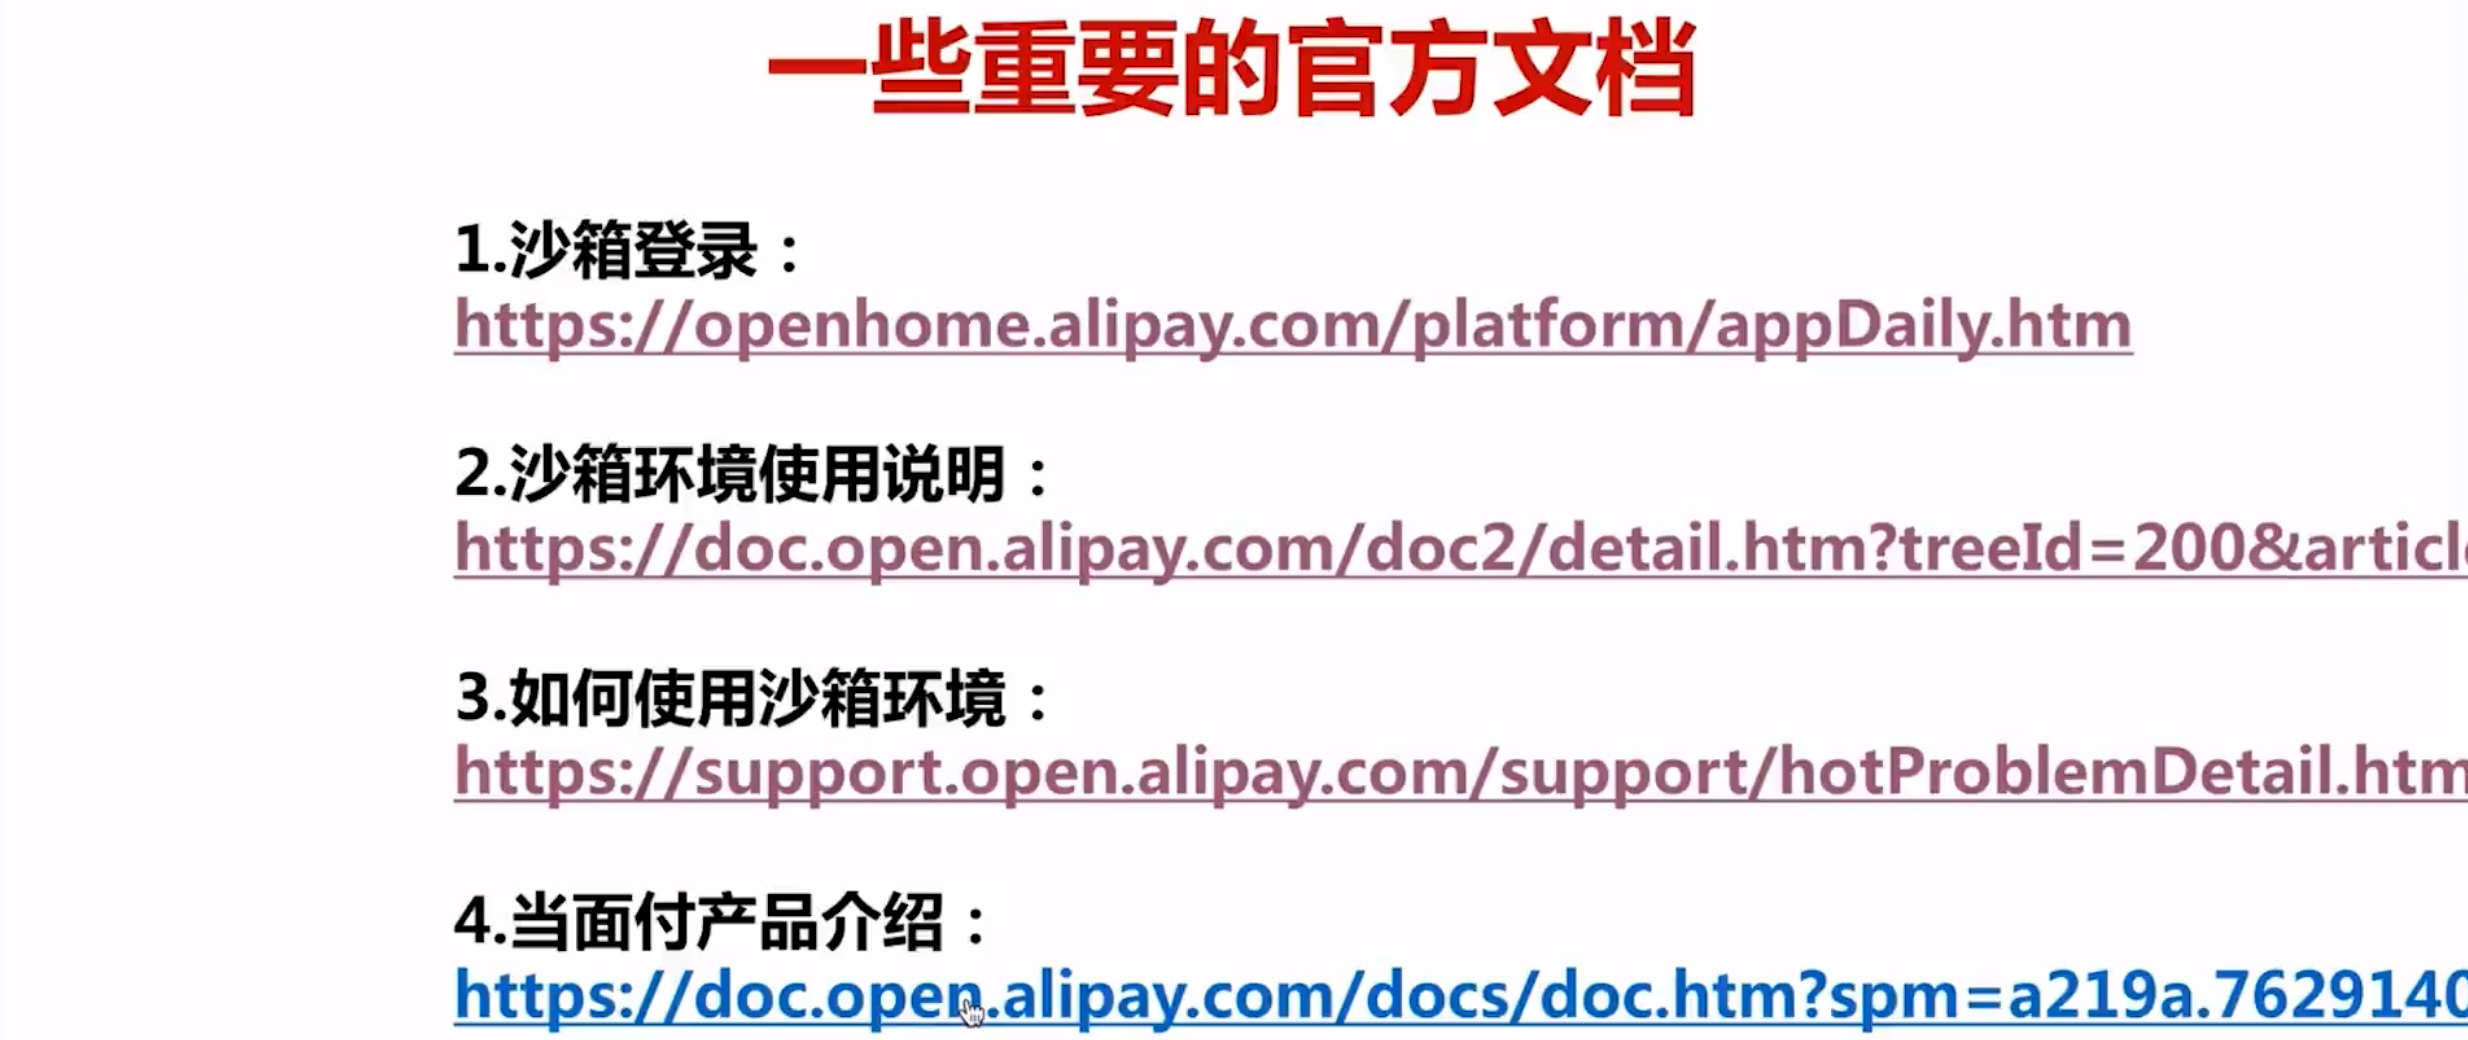 一些重要的官方文档
1.沙箱登录：
https://openhome.alipay.com/platform/appDaily.htm
2.沙箱环境使用说明：
https://doc.open.alipay.com/doc2/detail.htm?treeId=200&articl
3.如何使用沙箱环境：
https://support.open.alipay.com/support/hotProblemDetail.htm
4.当面付产品介绍：
https://doc.open.alipay.com/docs/doc.htm?spm=a219a.7629140